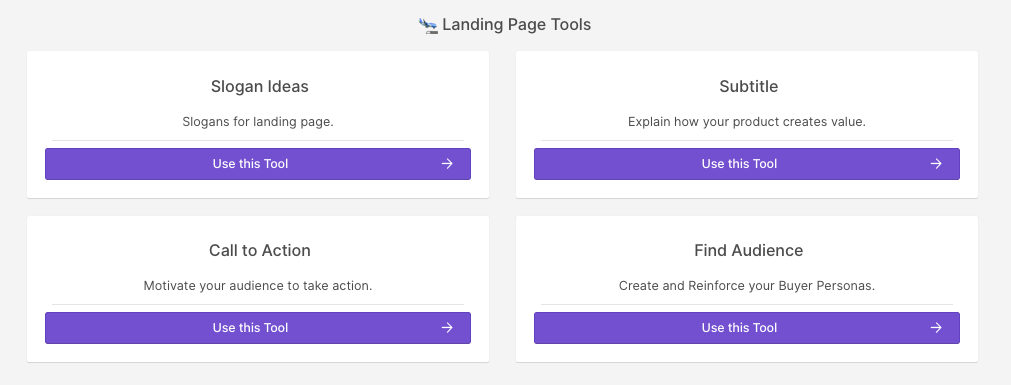 Landing Page Tools
Slogan Ideas
Slogans for landing page.
Use this Tool
Subtitle
Explain how your product creates value.
Use this Tool
Call to Action
Motivate your audience to take action.
Use this Tool
Find Audience
Create and Reinforce your Buyer Personas.
Use this Tool